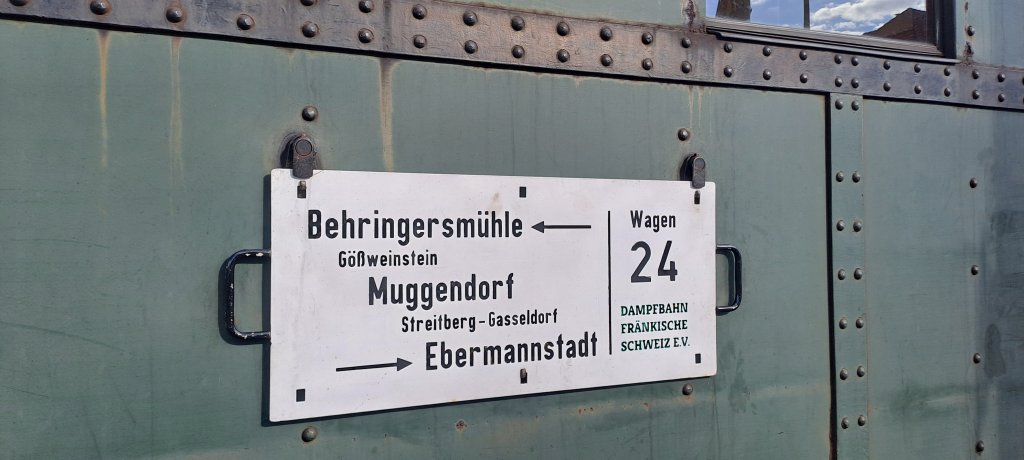 Behringersmühle
Gößweinstein
Muggendorf
Streitberg-Gasseldorf
Ebermannstadt
Wagen
24
DAMPFBAHN
FRÄNKISCHE
SCHWEIZ E.V.